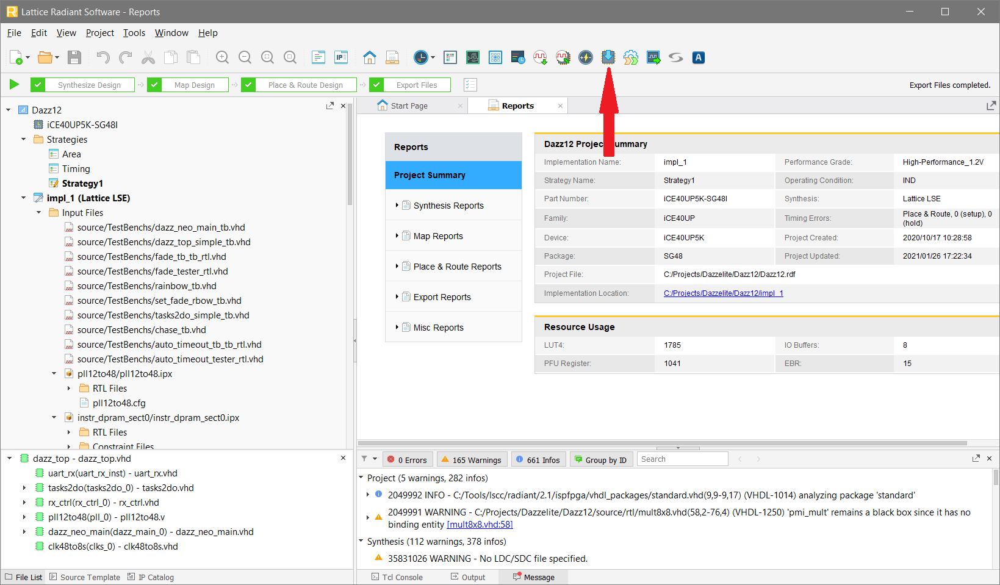 Lattice Radiant Software - Reports
File Edit View Project Tools Window Help
IP
A
Synthesize Design Map Design Place & Route Design Export Files Export Files completed.
Dazz12
iCE40UP5K-SG48I
Strategies
Area
Timing
Strategy1
impl_1 (Lattice LSE)
Input Files
source/TestBenchs/dazz_neo_main_tb.vhd
source/TestBenchs/dazz_top_simple_tb.vhd
source/TestBenchs/fade_tb_tb_rtl.vhd
source/TestBenchs/fade_tester_rtl.vhd
source/TestBenchs/rainbow_tb.vhd
source/TestBenchs/set_fade_rbow_tb.vhd
source/TestBenchs/tasks2do_simple_tb.vhd
source/TestBenchs/chase_tb.vhd
source/TestBenchs/auto_timeout_tb_tb_rtl.vhd
source/TestBenchs/auto_timeout_tester_rtl.vhd
pll12to48/pll12to48.ipx
RTL Files
pll12to48.cfg
instr_dpram_sect0/instr_dpram_sect0.ipx
RTL Files
Constraint Files
dazz_top - dazz_top.vhd
uart_rx(uart_rx_inst) - uart_rx.vhd
tasks2do(tasks2do_0) - tasks2do.vhd
rx_ctrl(rx_ctrl_0) - rx_ctrl.vhd
pll12to48(pll_0) - pll12to48.v
dazz_neo_main(dazz_main_0) - dazz_neo_main.vhd
clk48to8s(clks_0) - clk48to8s.vhd
File List Source Template IP Catalog
Start Page Reports
Reports
Project Summary
Synthesis Reports
Map Reports
Place & Route Reports
Export Reports
Misc Reports
Dazz12 Project Summary
Implementation Name: impl_1 Performance Grade: High-Performance_1.2V
Strategy Name: Strategy1 Operating Condition: IND
Part Number: iCE40UP5K-SG48I Synthesis: Lattice LSE
Family: iCE40UP Timing Errors: Place & Route, 0 (setup), 0
(hold)
Device: iCE40UP5K Project Created: 2020/10/17 10:28:58
Package: SG48 Project Updated: 2021/01/26 17:22:34
Project File: C:/Projects/Dazzelite/Dazz12/Dazz12.rdf
Implementation Location: C:/Projects/Dazzelite/Dazz12/impl_1
Resource Usage
LUT4: 1785 IO Buffers: 8
PFU Register: 1041 EBR: 15
0 Errors 165 Warnings 661 Infos Group by ID Search
Project (5 warnings, 282 infos)
2049992 INFO - C:/Tools/lscc/radiant/2.1/ispfpga/vhdl_packages/standard.vhd(9,9-9,17) (VHDL-1014) analyzing package 'standard'
2049991 WARNING - C:/Projects/Dazzelite/Dazz12/source/rtl/mult8x8.vhd(58,2-76,4) (VHDL-1250) 'pmi_mult' remains a black box since it has no
binding entity [mult8x8.vhd:58]
Synthesis (112 warnings, 378 infos)
35831026 WARNING - No LDC/SDC file specified.
Tcl Console Output Message